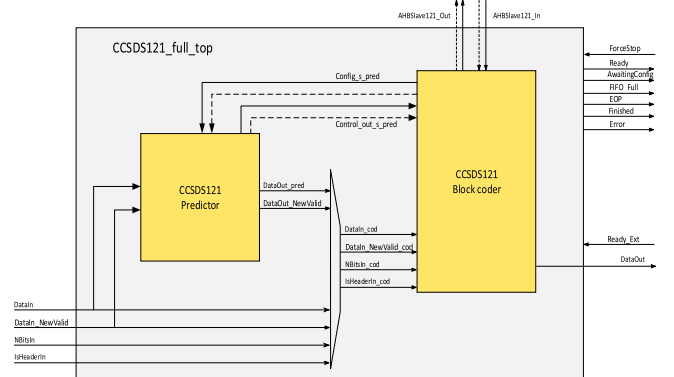 AHBSlave121_Out
AHBSlave121_In
CCSDS121_full_top
ForceStop
Ready
AwaitingConfig
FIFO_Full
EOP
Finished
Error
Config_s_pred
Control_out_s_pred
CCSDS121
Predictor
CCSDS121
Block coder
DataOut_pred
DataOut_NewValid
DataIn_cod
DataIn_NewValid_cod
NBitsIn_cod
IsHeaderIn_cod
Ready_Ext
DataOut
DataIn
DataIn_NewValid
NBitsIn
IsHeaderIn